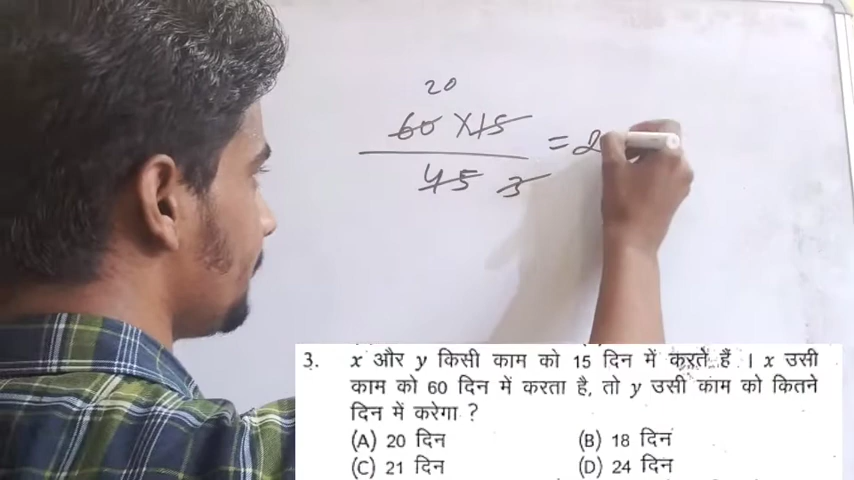 20
60 X 15
45 3
= 2
3. x और y किसी काम को 15 दिन में करते हैं । x उसी
काम को 60 दिन में करता है, तो y उसी काम को कितने
दिन में करेगा ?
(A) 20 दिन (B) 18 दिन
(C) 21 दिन (D) 24 दिन